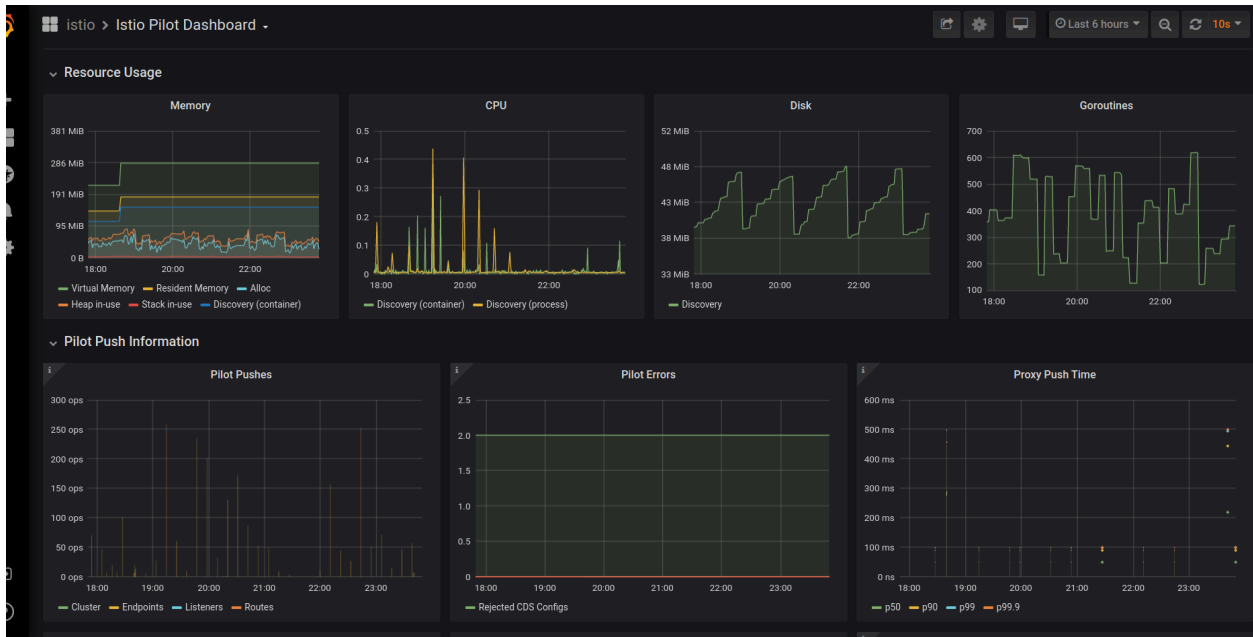 istio > Istio Pilot Dashboard
Last 6 hours
10s
Resource Usage
Memory
381 MiB
286 MiB
191 MiB
95 MiB
0 B
18:00 20:00 22:00
Virtual Memory Resident Memory Alloc
Heap in-use Stack in-use Discovery (container)
CPU
0.5
0.4
0.3
0.2
0.1
0
18:00 20:00 22:00
Discovery (container) Discovery (process)
Disk
52 MiB
48 MiB
43 MiB
38 MiB
33 MiB
18:00 20:00 22:00
Discovery
Goroutines
700
600
500
400
300
200
100
18:00 20:00 22:00
Pilot Push Information
i
Pilot Pushes
300 ops
250 ops
200 ops
150 ops
100 ops
50 ops
0 ops
18:00 19:00 20:00 21:00 22:00 23:00
Cluster Endpoints Listeners Routes
i
Pilot Errors
2.5
2.0
1.5
1.0
0.5
0
18:00 19:00 20:00 21:00 22:00 23:00
Rejected CDS Configs
i
Proxy Push Time
600 ms
500 ms
400 ms
300 ms
200 ms
100 ms
0 ns
18:00 19:00 20:00 21:00 22:00 23:00
p50 p90 p99 p99.9
i